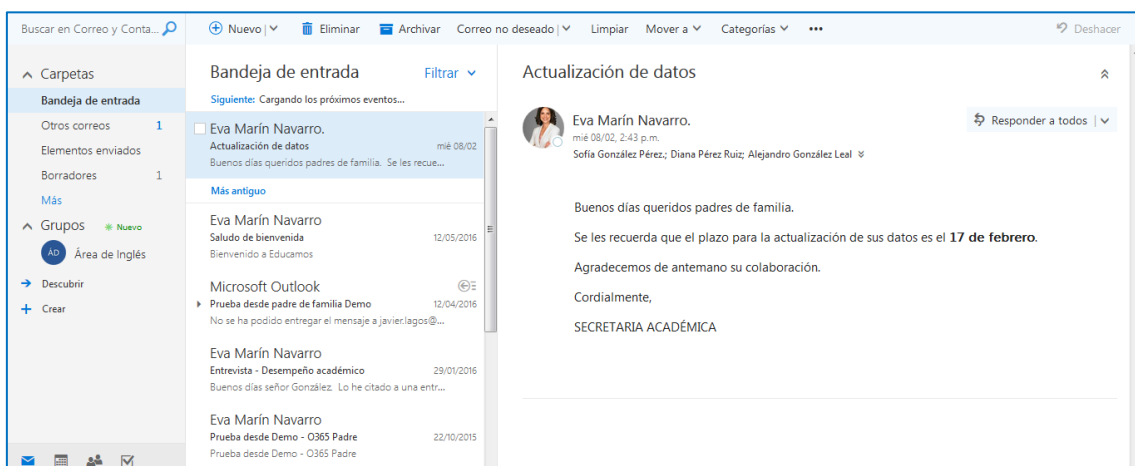 Buscar en Correo y Conta...
Nuevo
Eliminar
Archivar
Correo no deseado
Limpiar
Mover a
Categorías
•••
Deshacer
Carpetas
Bandeja de entrada
Otros correos 1
Elementos enviados
Borradores 1
Más
Grupos
Nuevo
AD Área de Inglés
Descubrir
Crear
Bandeja de entrada
Filtrar
Siguiente: Cargando los próximos eventos...
Eva Marín Navarro.
Actualización de datos mié 08/02
Buenos días queridos padres de familia. Se les recue...
Más antiguo
Eva Marín Navarro
Saludo de bienvenida 12/05/2016
Bienvenido a Educamos
Microsoft Outlook
Prueba desde padre de familia Demo 12/04/2016
No se ha podido entregar el mensaje a javier.lagos@...
Eva Marín Navarro
Entrevista - Desempeño académico 29/01/2016
Buenos días señor González. Lo he citado a una entr...
Eva Marín Navarro
Prueba desde Demo - O365 Padre 22/10/2015
Prueba desde Demo - O365 Padre
Actualización de datos
Eva Marín Navarro.
mié 08/02, 2:43 p.m.
Sofía González Pérez.; Diana Pérez Ruiz; Alejandro González Leal
Responder a todos
Buenos días queridos padres de familia.
Se les recuerda que el plazo para la actualización de sus datos es el 17 de febrero.
Agradecemos de antemano su colaboración.
Cordialmente,
SECRETARIA ACADÉMICA